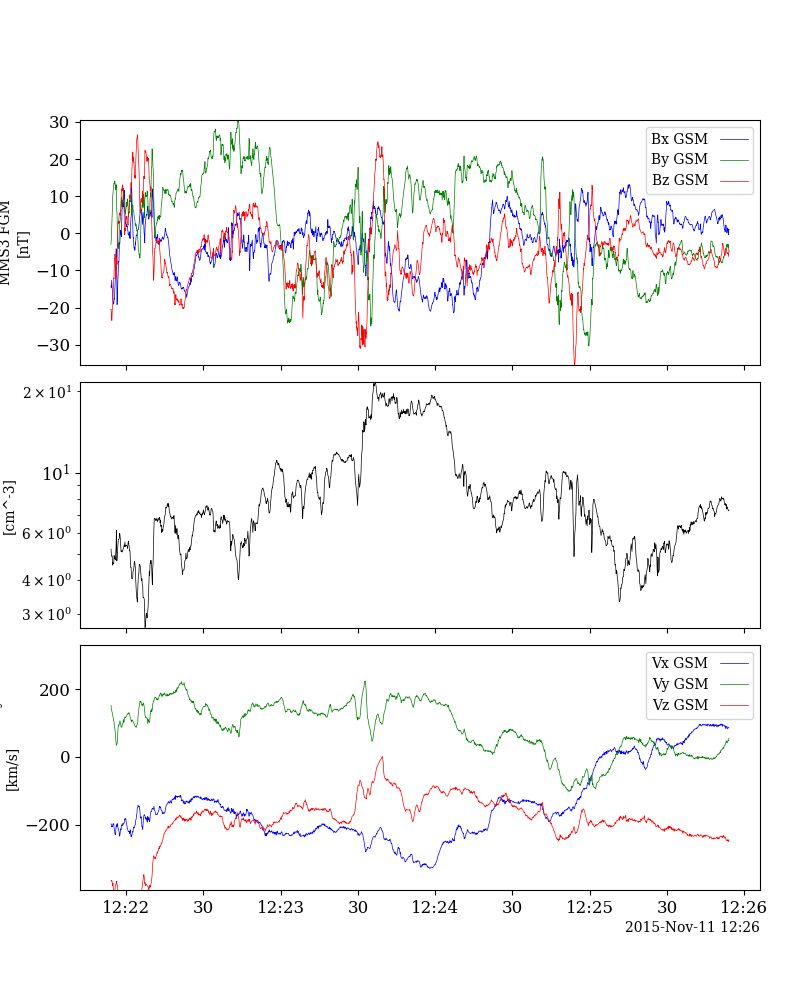 30
20
10
0
−10
−20
−30
MMS3 FGM
[nT]
Bx GSM
By GSM
Bz GSM
2 × 10¹
10¹
6 × 10⁰
4 × 10⁰
3 × 10⁰
[cm^-3]
200
0
−200
[km/s]
Vx GSM
Vy GSM
Vz GSM
12:22 30 12:23 30 12:24 30 12:25 30 12:26
2015-Nov-11 12:26